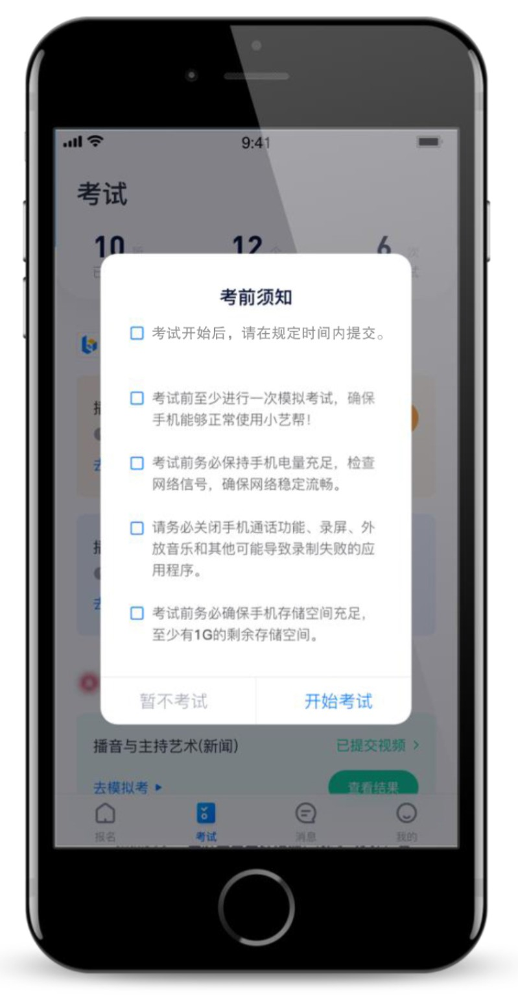 9:41
考试
10
12 个
6 次
考前须知
考试开始后，请在规定时间内提交。
考试前至少进行一次模拟考试，确保
手机能够正常使用小艺帮！
考试前务必保持手机电量充足，检查
网络信号，确保网络稳定流畅。
请务必关闭手机通话功能、录屏、外
放音乐和其他可能导致录制失败的应
用程序。
考试前务必确保手机存储空间充足，
至少有1G的剩余存储空间。
暂不考试 开始考试
播音与主持艺术(新闻) 已提交视频
去模拟考 查看结果
报名 考试 消息 我的